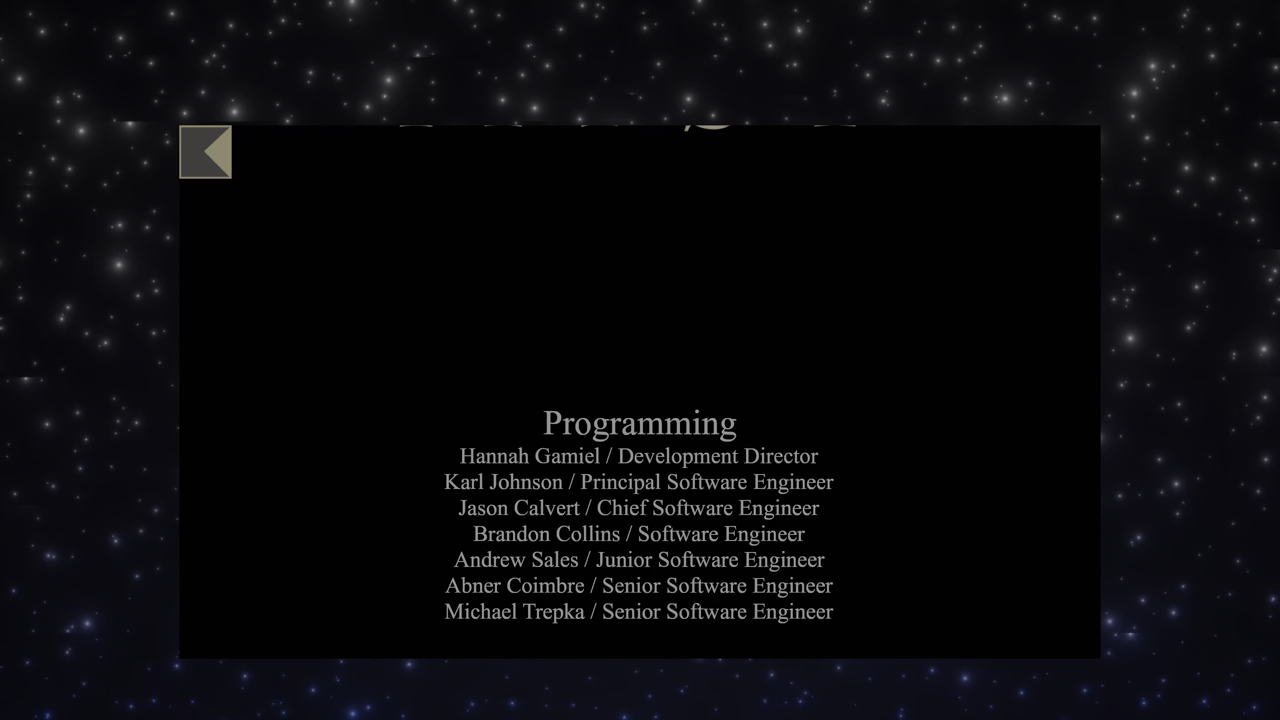 Programming
Hannah Gamiel / Development Director
Karl Johnson / Principal Software Engineer
Jason Calvert / Chief Software Engineer
Brandon Collins / Software Engineer
Andrew Sales / Junior Software Engineer
Abner Coimbre / Senior Software Engineer
Michael Trepka / Senior Software Engineer